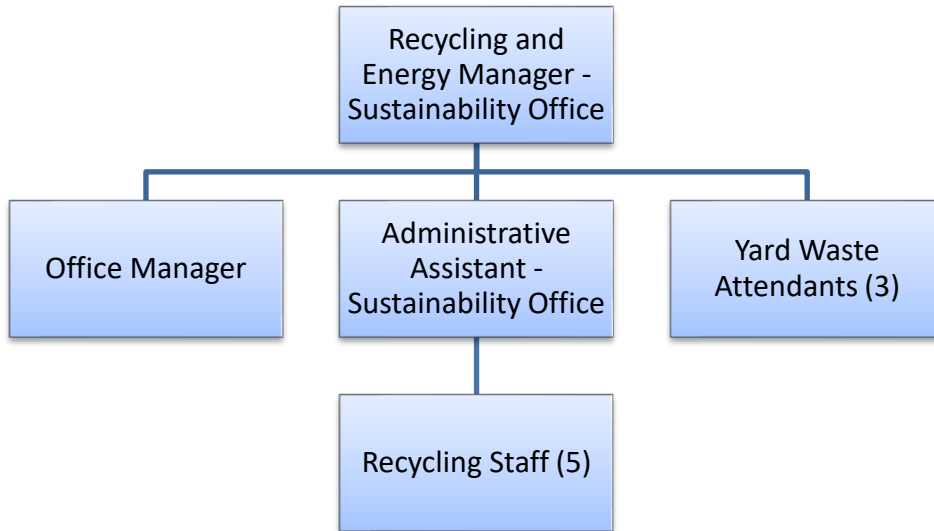 Recycling and
Energy Manager -
Sustainability Office
Office Manager
Administrative
Assistant -
Sustainability Office
Yard Waste
Attendants (3)
Recycling Staff (5)